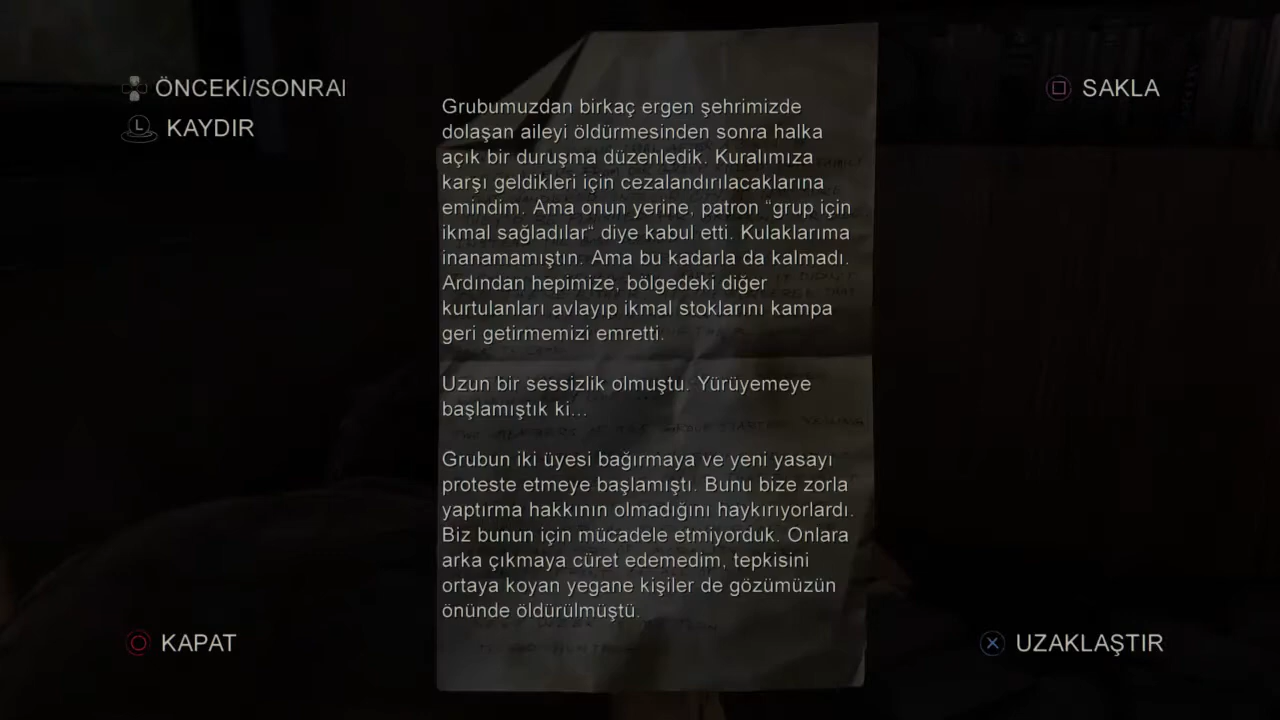 ÖNCEKİ/SONRAI
KAYDIR
SAKLA
Grubumuzdan birkaç ergen şehrimizde
dolaşan aileyi öldürmesinden sonra halka
açık bir duruşma düzenledik. Kuralımıza
karşı geldikleri için cezalandırılacaklarına
emindim. Ama onun yerine, patron “grup için
ikmal sağladılar“ diye kabul etti. Kulaklarıma
inanamamıştın. Ama bu kadarla da kalmadı.
Ardından hepimize, bölgedeki diğer
kurtulanları avlayıp ikmal stoklarını kampa
geri getirmemizi emretti.
Uzun bir sessizlik olmuştu. Yürüyemeye
başlamıştık ki...
Grubun iki üyesi bağırmaya ve yeni yasayı
proteste etmeye başlamıştı. Bunu bize zorla
yaptırma hakkının olmadığını haykırıyorlardı.
Biz bunun için mücadele etmiyorduk. Onlara
arka çıkmaya cüret edemedim, tepkisini
ortaya koyan yegane kişiler de gözümüzün
önünde öldürülmüştü.
KAPAT
UZAKLAŞTIR